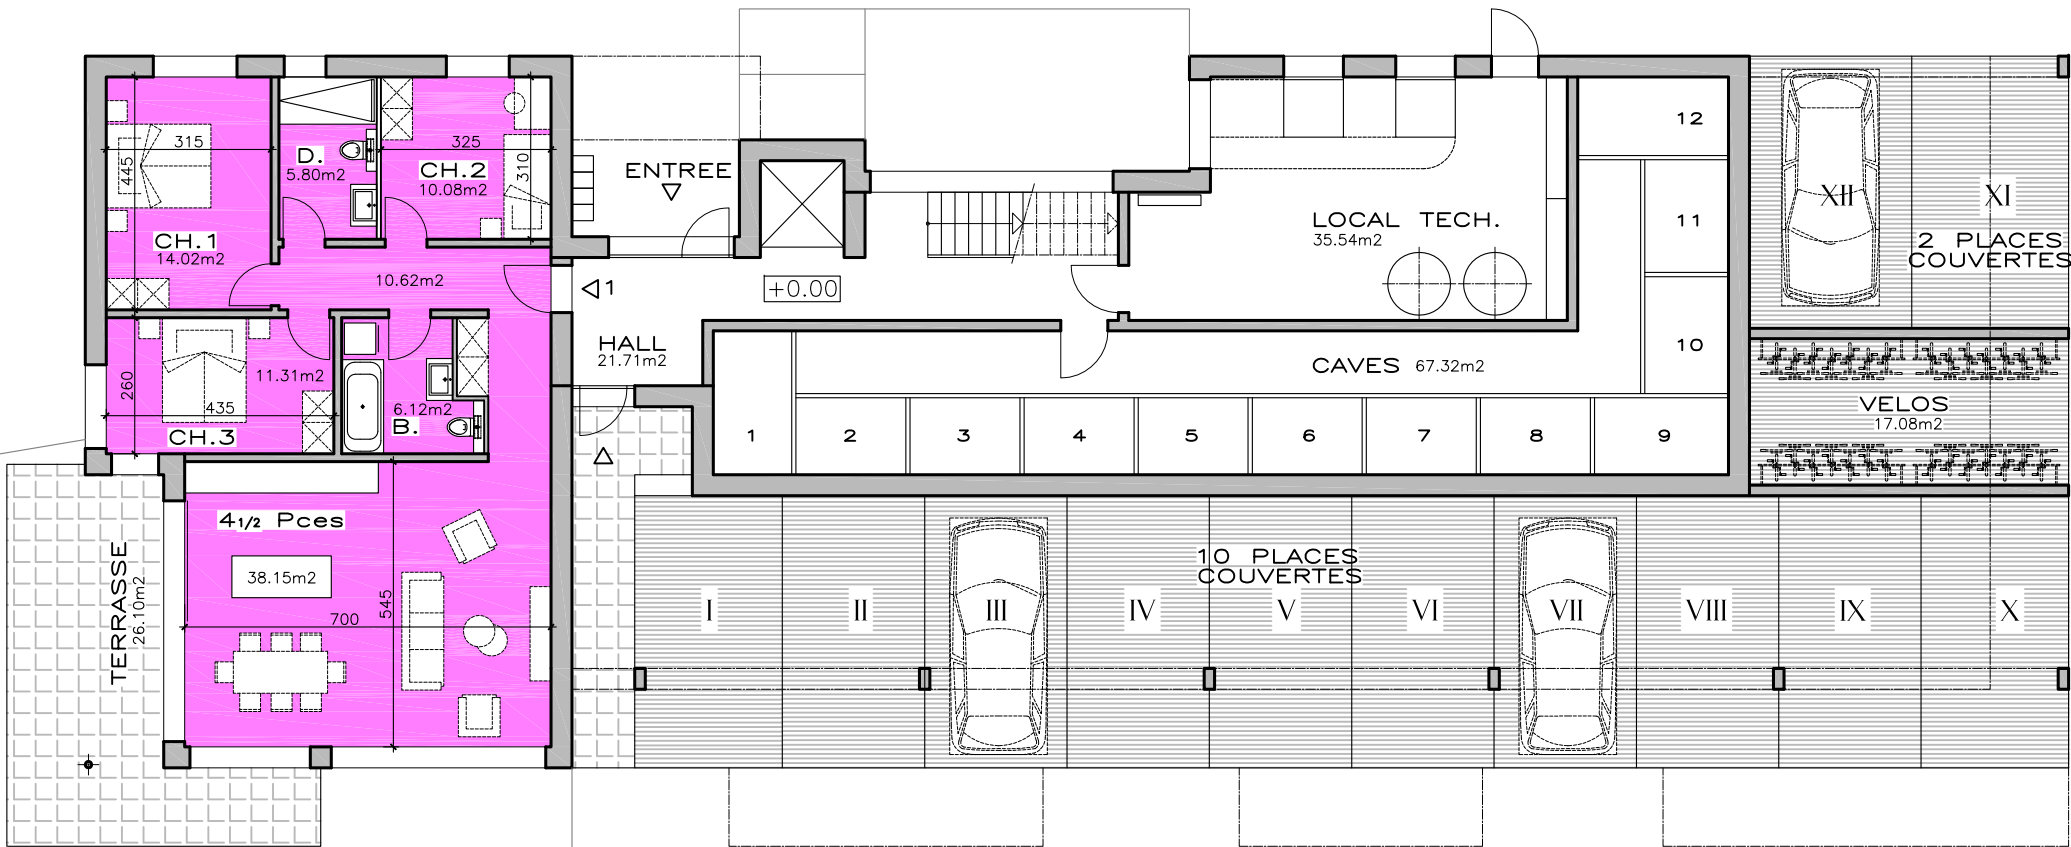 315
445
CH.1
14.02m2
D.
5.80m2
325
310
CH.2
10.08m2
10.62m2
260
11.31m2
435
CH.3
6.12m2
B.
4 1/2 Pces
38.15m2
700
545
TERRASSE
26.10m2
ENTREE
1
+0.00
HALL
21.71m2
LOCAL TECH.
35.54m2
CAVES 67.32m2
1
2
3
4
5
6
7
8
9
10
11
12
XII
XI
2 PLACES
COUVERTES
VELOS
17.08m2
10 PLACES
COUVERTES
I
II
III
IV
V
VI
VII
VIII
IX
X